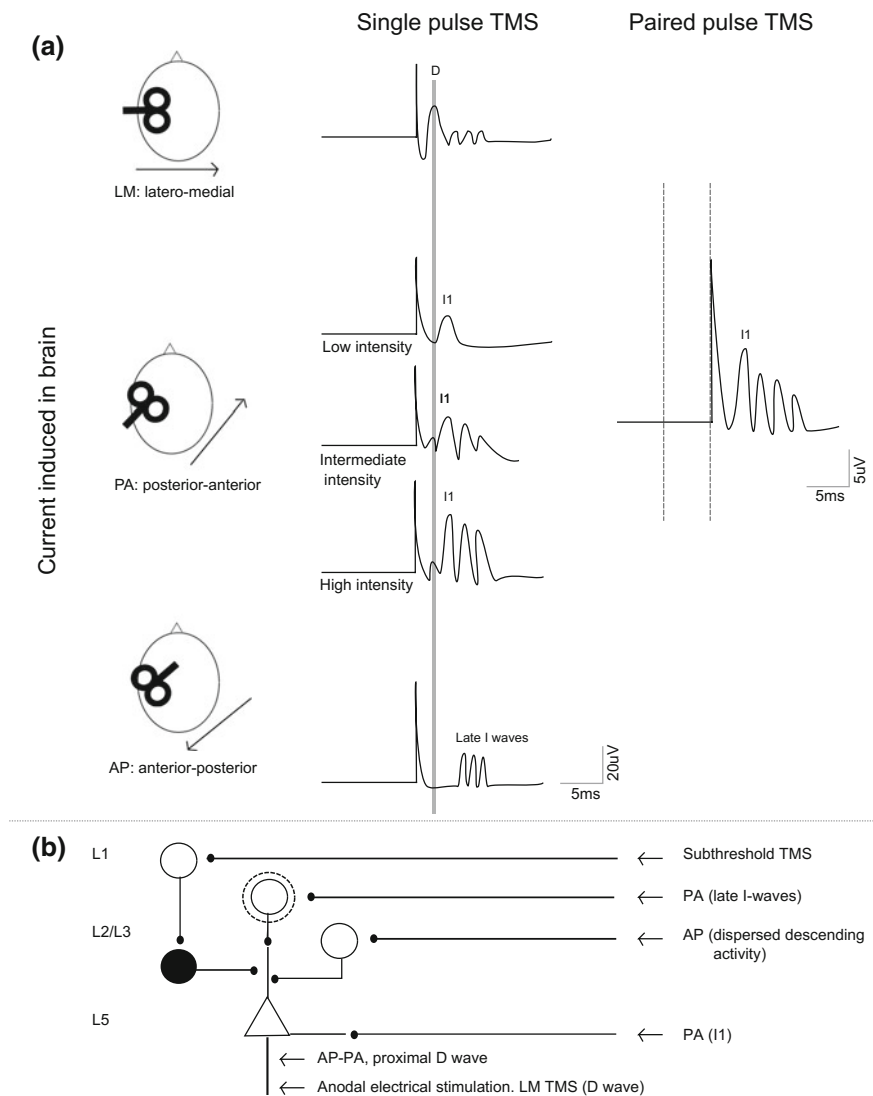 Single pulse TMS
Paired pulse TMS
(a)
D
LM: latero-medial
Current induced in brain
I1
Low intensity
I1
Intermediate
intensity
I1
High intensity
PA: posterior-anterior
I1
5uV
5ms
Late I waves
20uV
5ms
AP: anterior-posterior
(b)
L1
Subthreshold TMS
PA (late I-waves)
L2/L3
AP (dispersed descending
activity)
L5
PA (I1)
AP-PA, proximal D wave
Anodal electrical stimulation. LM TMS (D wave)